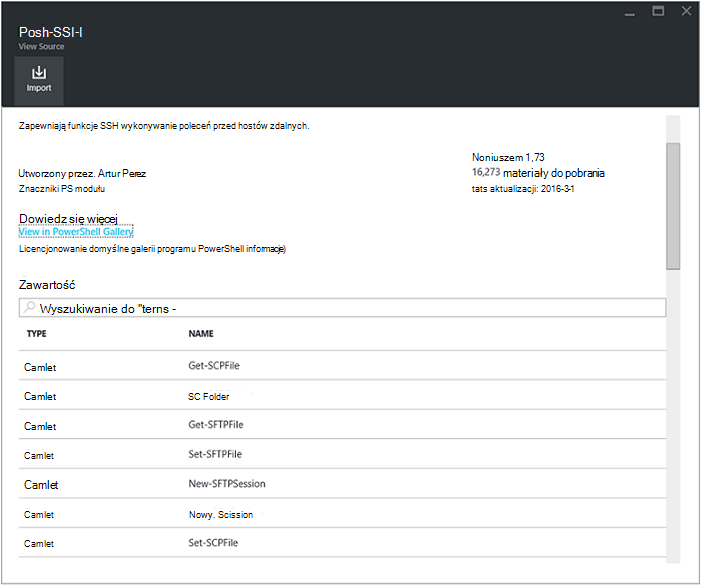 Posh-SSI-I
View Source
Import
Zapewniają funkcje SSH wykonywanie poleceń przed hostów zdalnych.
Noniuszem 1,73
Utworzony przez. Artur Perez
16,273 materiały do pobrania
Znaczniki PS modułu
tats aktualizacji: 2016-3-1
Dowiedz się więcej
View in PowerShell Gallery
Licencjonowanie domyślne galerii programu PowerShell informacje)
Zawartość
Wyszukiwanie do "terns -
TYPE NAME
Camlet Get-SCPFile
Camlet SC Folder
Camlet Get-SFTPFile
Camlet Set-SFTPFile
Camlet New-SFTPSession
Camlet Nowy. Scission
Camlet Set-SCPFile